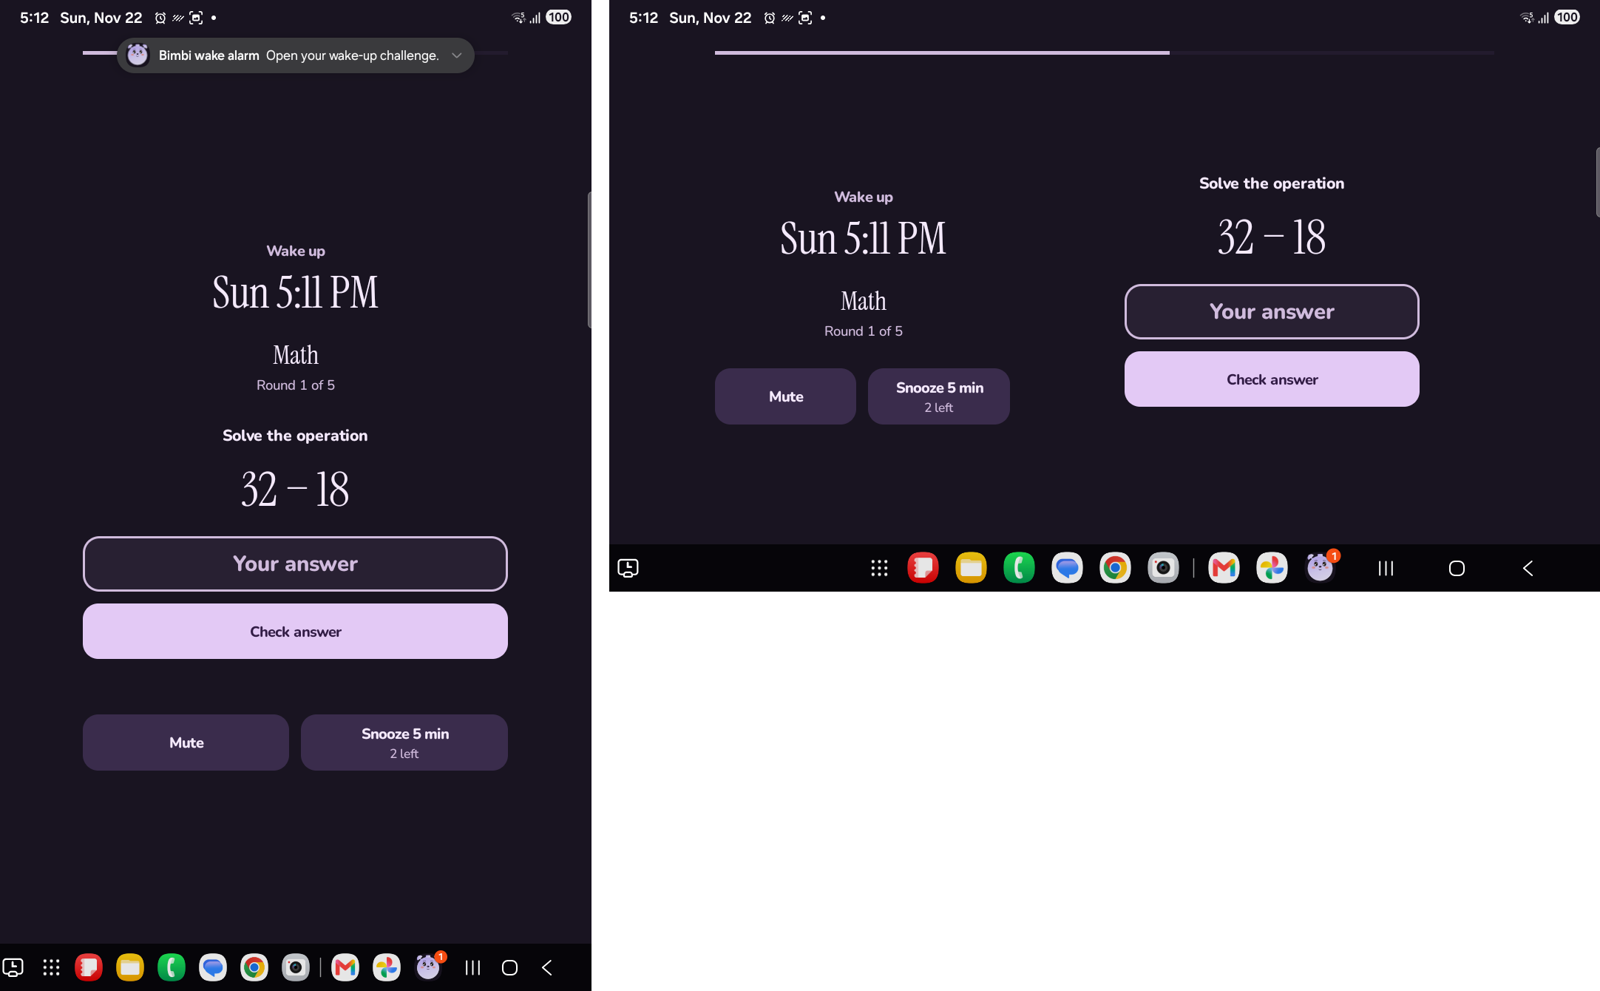 5:12 Sun, Nov 22
100
Bimbi wake alarm Open your wake-up challenge.
Wake up
Sun 5:11 PM
Math
Round 1 of 5
Solve the operation
32 – 18
Your answer
Check answer
Mute
Snooze 5 min
2 left
1
5:12 Sun, Nov 22
100
Wake up
Sun 5:11 PM
Math
Round 1 of 5
Mute
Snooze 5 min
2 left
Solve the operation
32 – 18
Your answer
Check answer
1